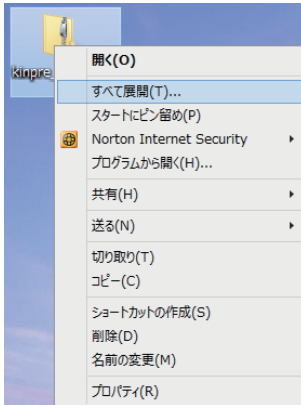 kinpre_
開く(O)
すべて展開(T)...
スタートにピン留め(P)
Norton Internet Security
プログラムから開く(H)...
共有(H)
送る(N)
切り取り(T)
コピー(C)
ショートカットの作成(S)
削除(D)
名前の変更(M)
プロパティ(R)